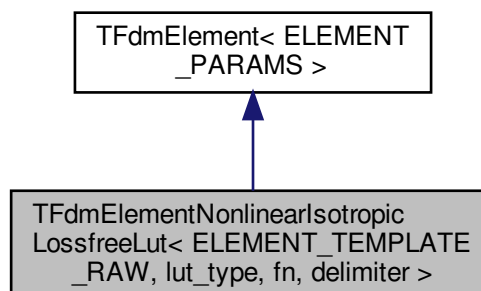 TFdmElement< ELEMENT
_PARAMS >
TFdmElementNonlinearIsotropic
LossfreeLut< ELEMENT_TEMPLATE
_RAW, lut_type, fn, delimiter >